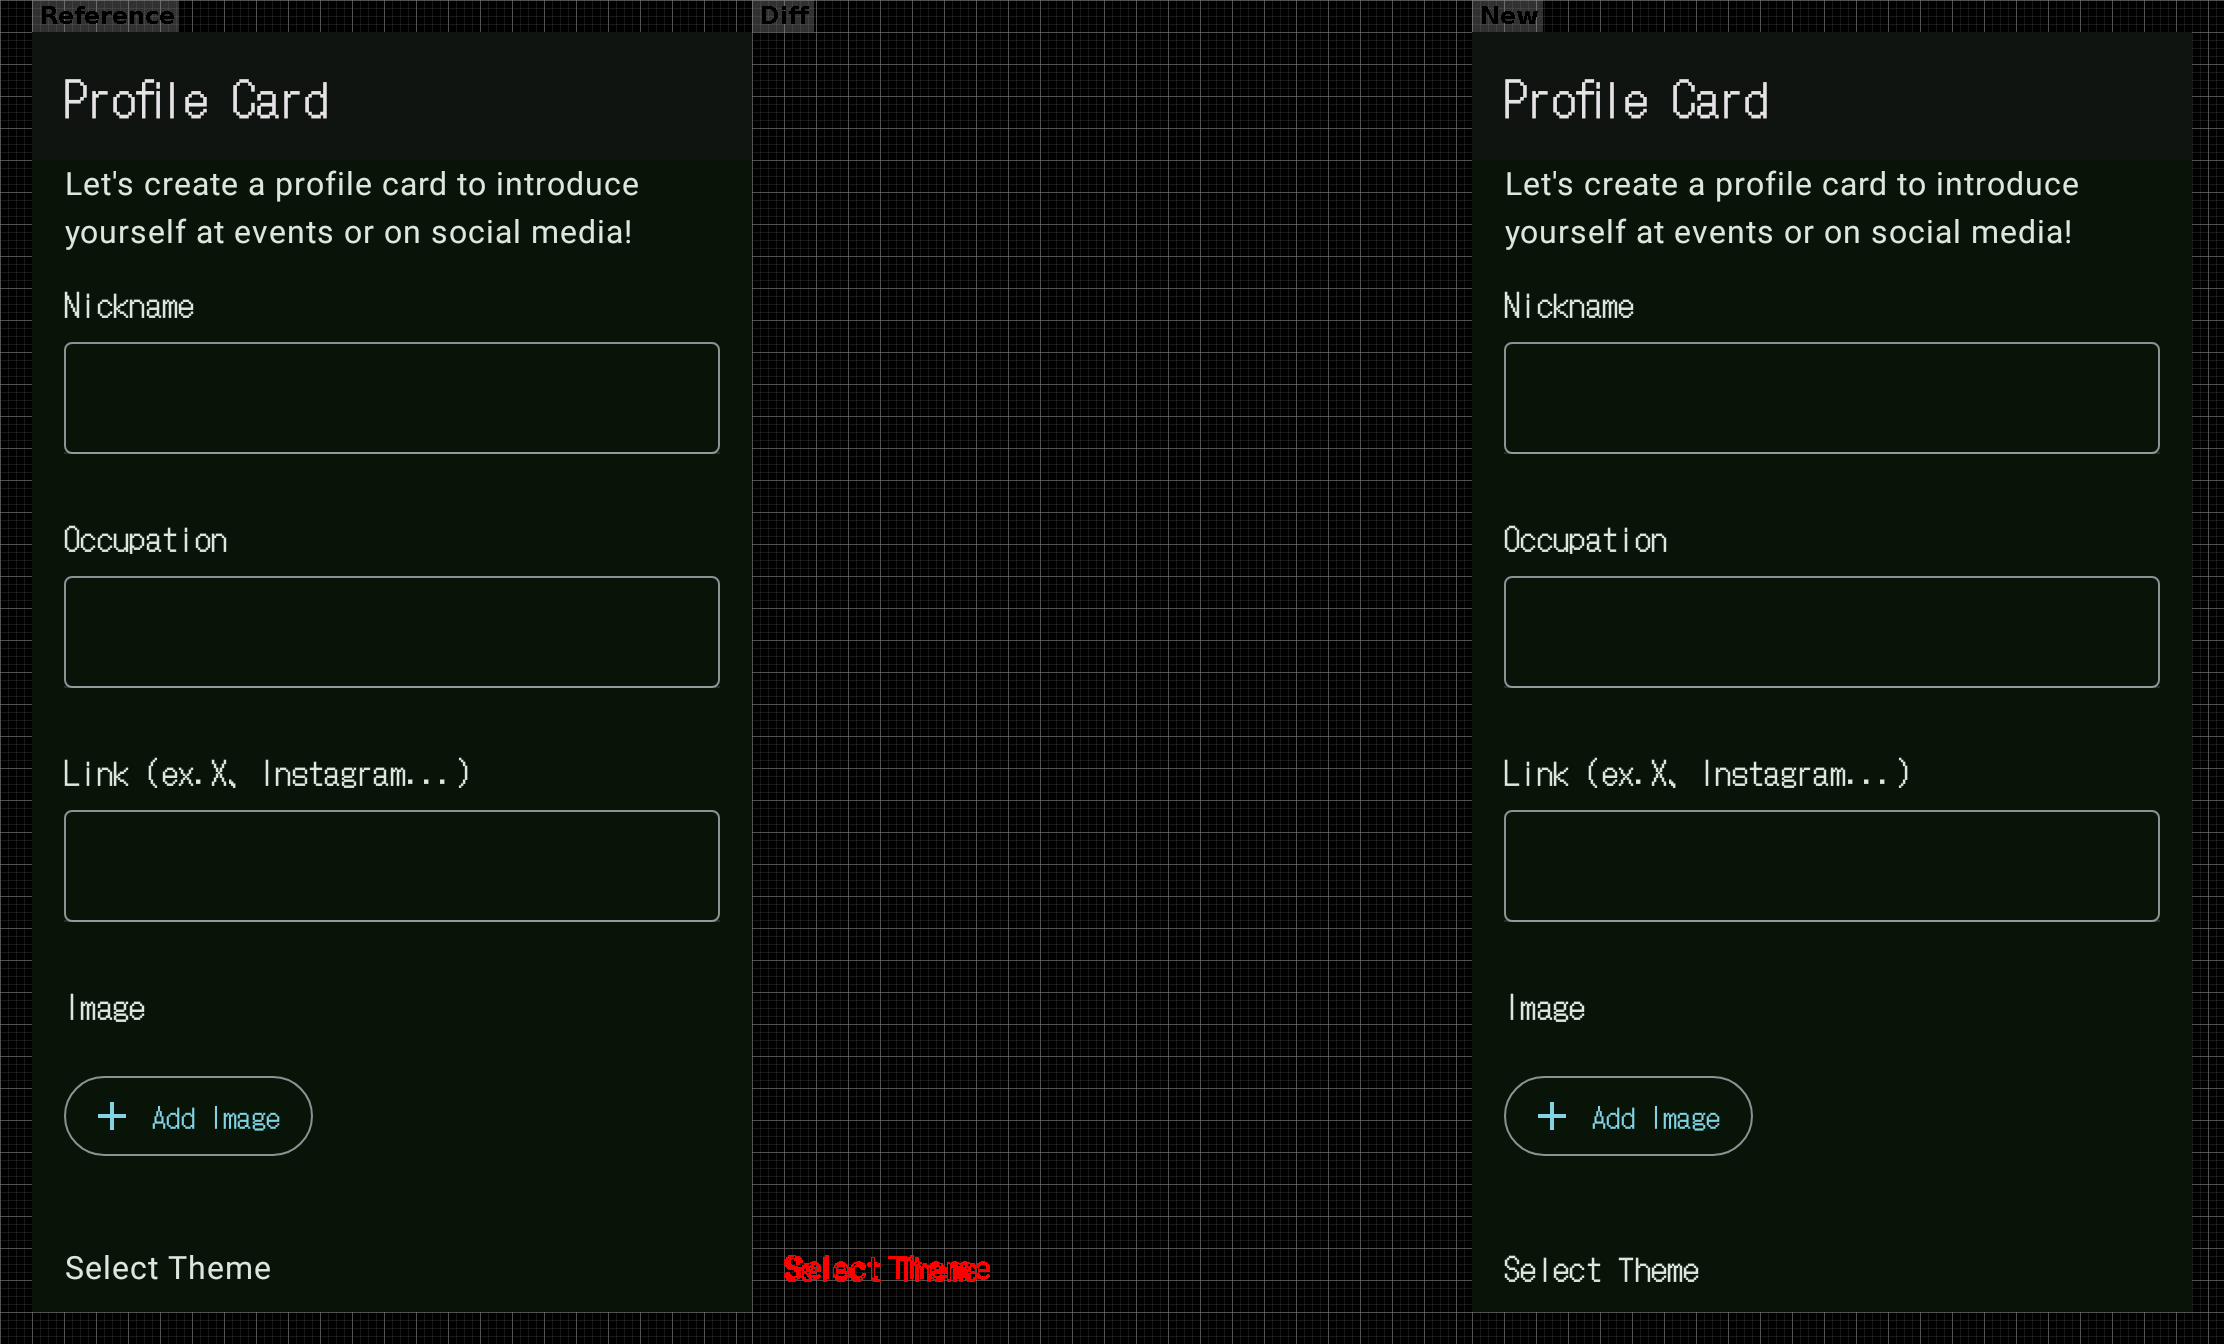 Reference
Profile Card
Let's create a profile card to introduce
yourself at events or on social media!
Nickname
Occupation
Link (ex.X、Instagram...)
Image
Add Image
Select Theme
Diff
Select Theme
New
Profile Card
Let's create a profile card to introduce
yourself at events or on social media!
Nickname
Occupation
Link (ex.X、Instagram...)
Image
Add Image
Select Theme